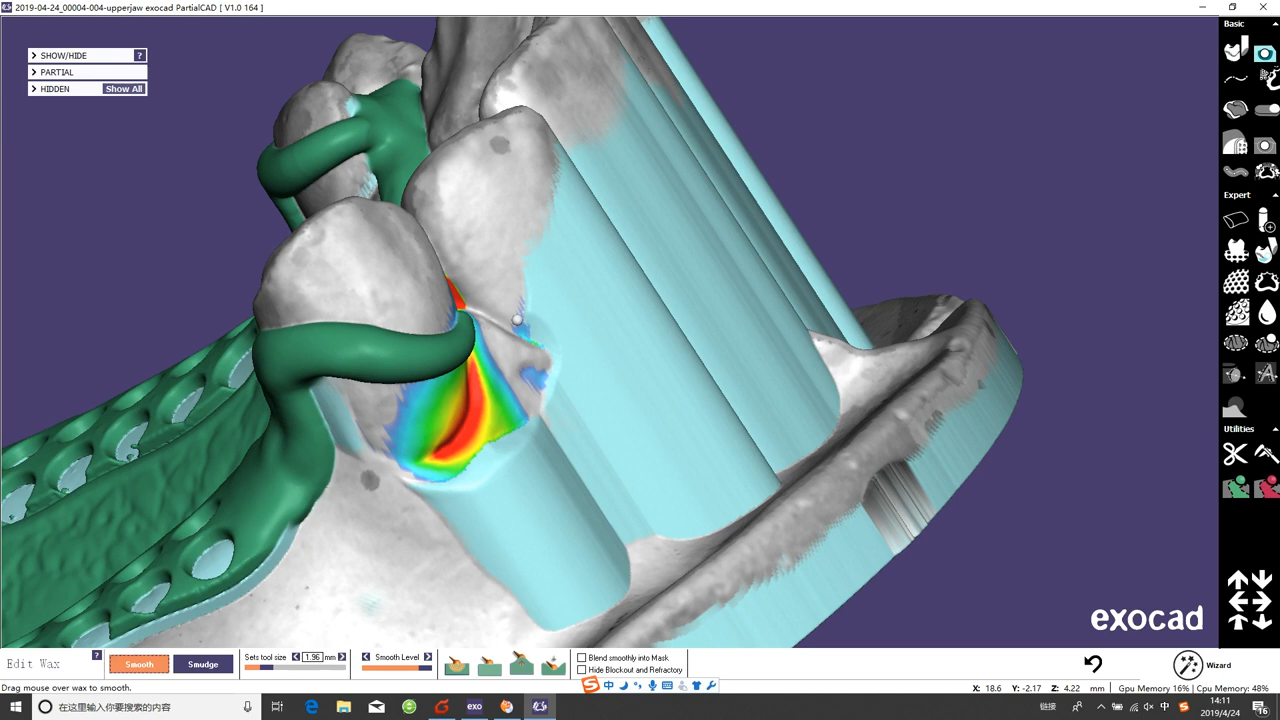 2019-04-24_00004-004-upperjaw exocad PartialCAD [ V1.0 164 ]
SHOW/HIDE ?
PARTIAL
HIDDEN Show All
Basic
Expert
Utilities
exocad
Edit Wax ?
Smooth
Smudge
Sets tool size 1.96 mm
Smooth Level
Blend smoothly into Mask
Hide Blockout and Refractory
Wizard
Drag mouse over wax to smooth.
中
X: 18.6 Y: -2.17 Z: 4.22 mm
Gpu Memory 16% | Cpu Memory: 48%
在这里输入你要搜索的内容
exo
链接
中
14:11
2019/4/24
16